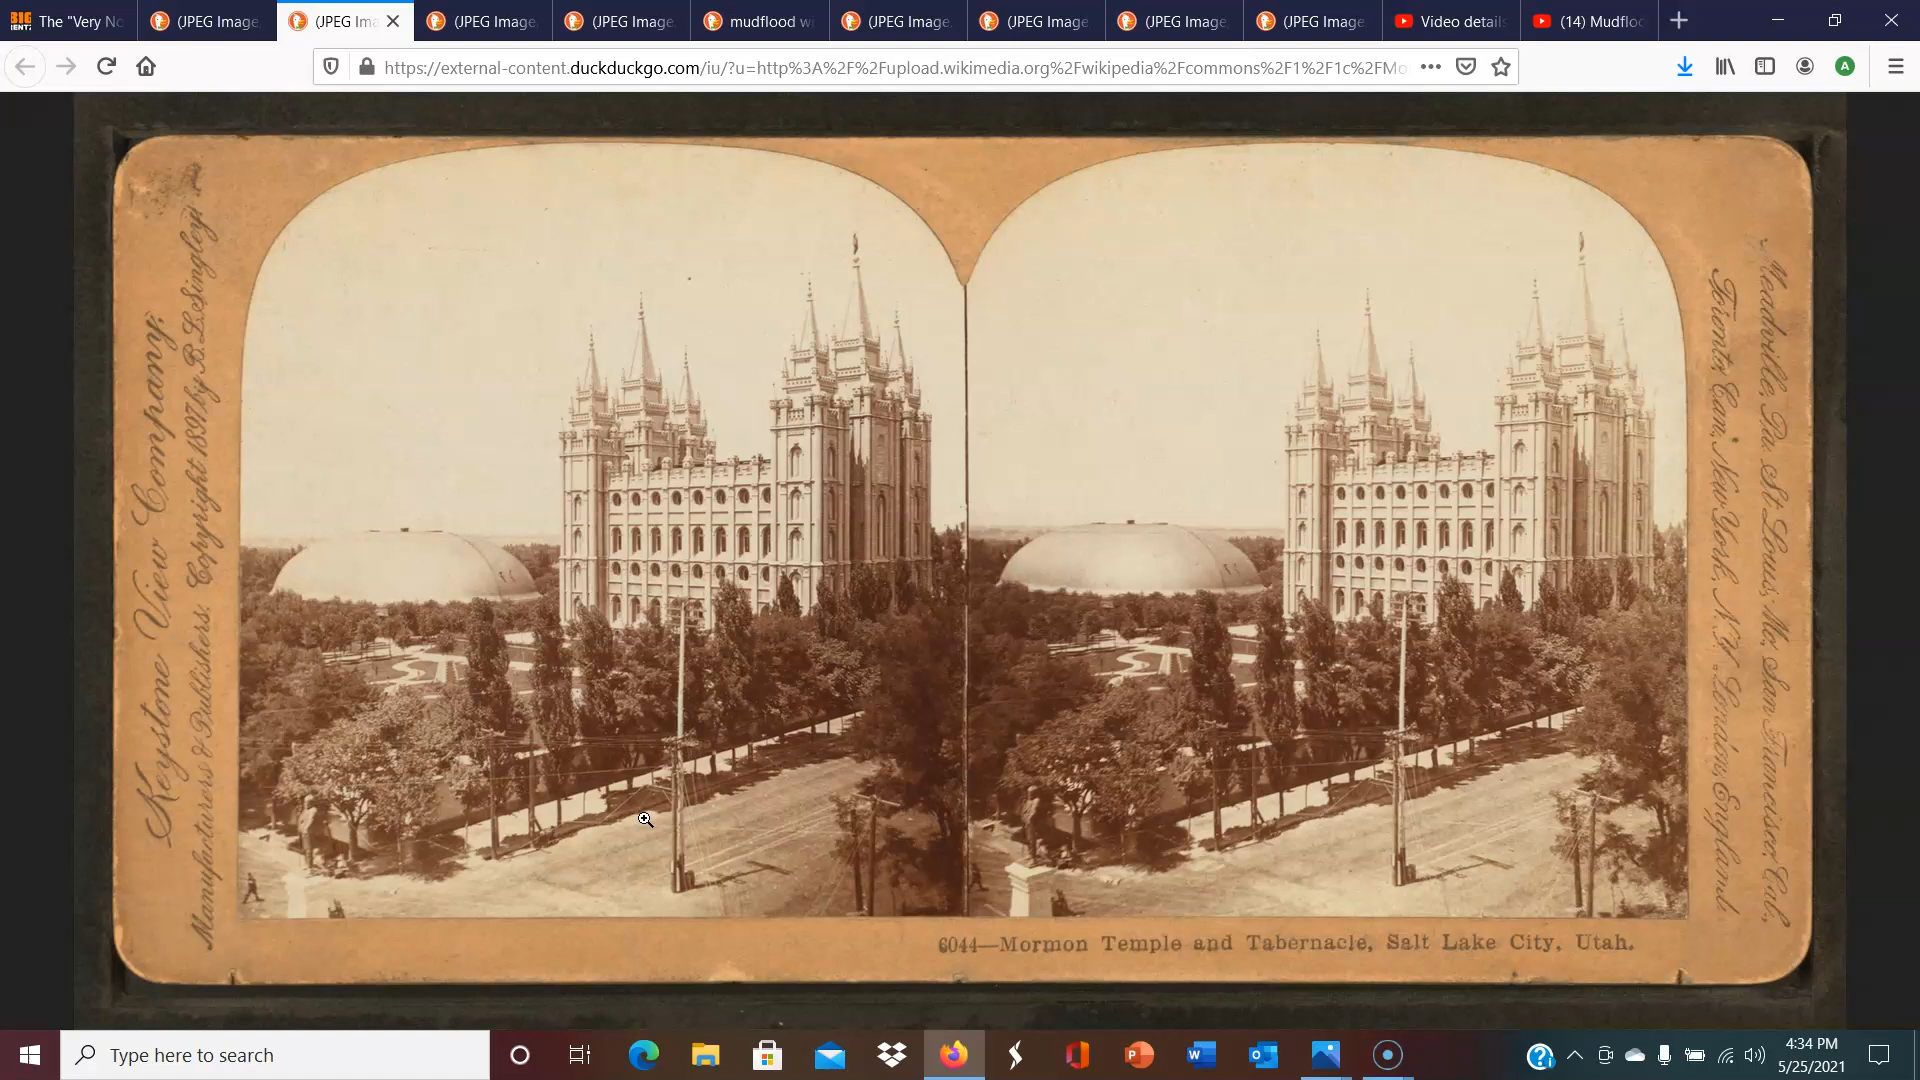 The "Very No
(JPEG Image
(JPEG Ima
(JPEG Image
(JPEG Image
mudflood wi
(JPEG Image
(JPEG Image
(JPEG Image
(JPEG Image
Video details
(14) Mudfloo
https://external-content.duckduckgo.com/iu/?u=http%3A%2F%2Fupload.wikimedia.org%2Fwikipedia%2Fcommons%2F1%2F1c%2FMo
A
Keystone View Company.
Manufacturers & Publishers. Copyright 1897 by B.L. Singley
Meadville, Pa. St. Louis, Mo., San Francisco, Cal.,
Toronto, Can., New York, N.Y. London, England.
6044—Mormon Temple and Tabernacle, Salt Lake City, Utah.
Type here to search
4:34 PM
5/25/2021